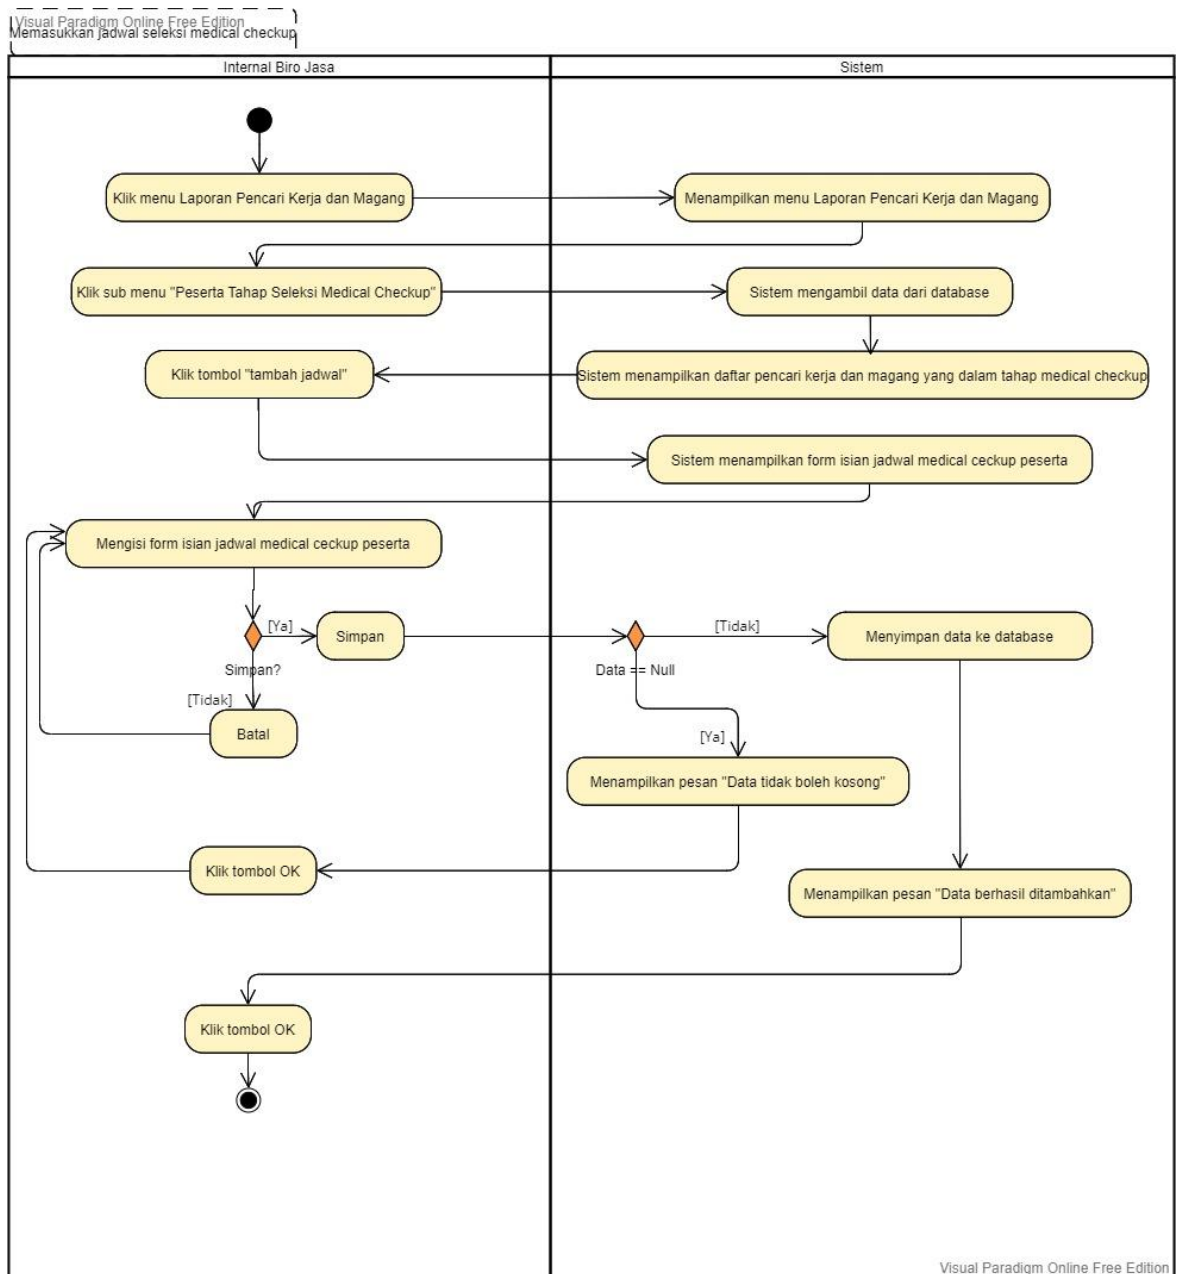 Visual Paradigm Online Free Edition
Memasukkan jadwal seleksi medical checkup
Internal Biro Jasa
Sistem
Klik menu Laporan Pencari Kerja dan Magang
Menampilkan menu Laporan Pencari Kerja dan Magang
Klik sub menu "Peserta Tahap Seleksi Medical Checkup"
Sistem mengambil data dari database
Klik tombol "tambah jadwal"
Sistem menampilkan daftar pencari kerja dan magang yang dalam tahap medical checkup
Sistem menampilkan form isian jadwal medical ceckup peserta
Mengisi form isian jadwal medical ceckup peserta
[Ya]
Simpan
[Tidak]
Menyimpan data ke database
Simpan?
Data == Null
[Tidak]
Batal
[Ya]
Menampilkan pesan "Data tidak boleh kosong"
Klik tombol OK
Menampilkan pesan "Data berhasil ditambahkan"
Klik tombol OK
Visual Paradigm Online Free Edition